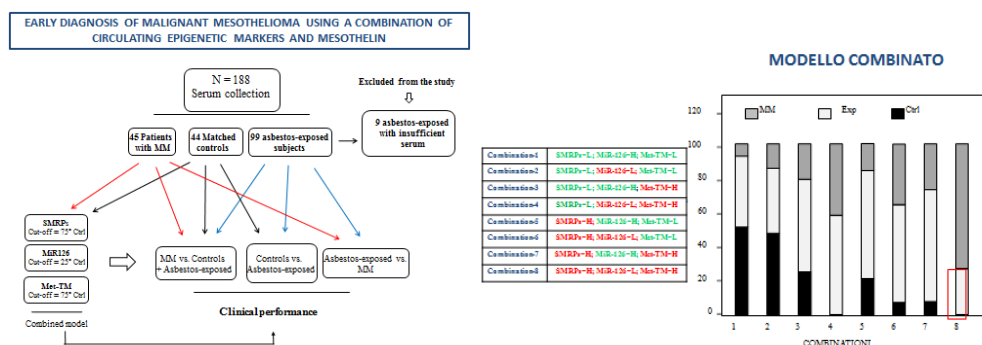 EARLY DIAGNOSIS OF MALIGNANT MESOTHELIOMA USING A COMBINATION OF
CIRCULATING EPIGENETIC MARKERS AND MESOTHELIN
N = 188
Serum collection
Excluded from the study
45 Patients
with MM
44 Matched
controls
99 asbestos-exposed
subjects
9 asbestos-exposed
with insufficient
serum
SMRPs
Cut-off = 75° Ctrl
MiR126
Cut-off = 25° Ctrl
Met-TM
Cut-off = 75° Ctrl
Combined model
MM vs. Controls
+ Asbestos-exposed
Controls vs.
Asbestos-exposed
Asbestos-exposed vs.
MM
Clinical performance
Combination-1 SMRPs=L; MiR-126=H; Met-TM=L
Combination-2 SMRPs=L; MiR-126=L; Met-TM=L
Combination-3 SMRPs=L; MiR-126=H; Met-TM=H
Combination-4 SMRPs=L; MiR-126=L; Met-TM=H
Combination-5 SMRPs=H; MiR-126=H; Met-TM=L
Combination-6 SMRPs=H; MiR-126=L; Met-TM=L
Combination-7 SMRPs=H; MiR-126=H; Met-TM=H
Combination-8 SMRPs=H; MiR-126=L; Met-TM=H
MODELLO COMBINATO
MM Exp Ctrl
120
100
80
60
40
20
0
1 2 3 4 5 6 7 8
COMBINATIONI